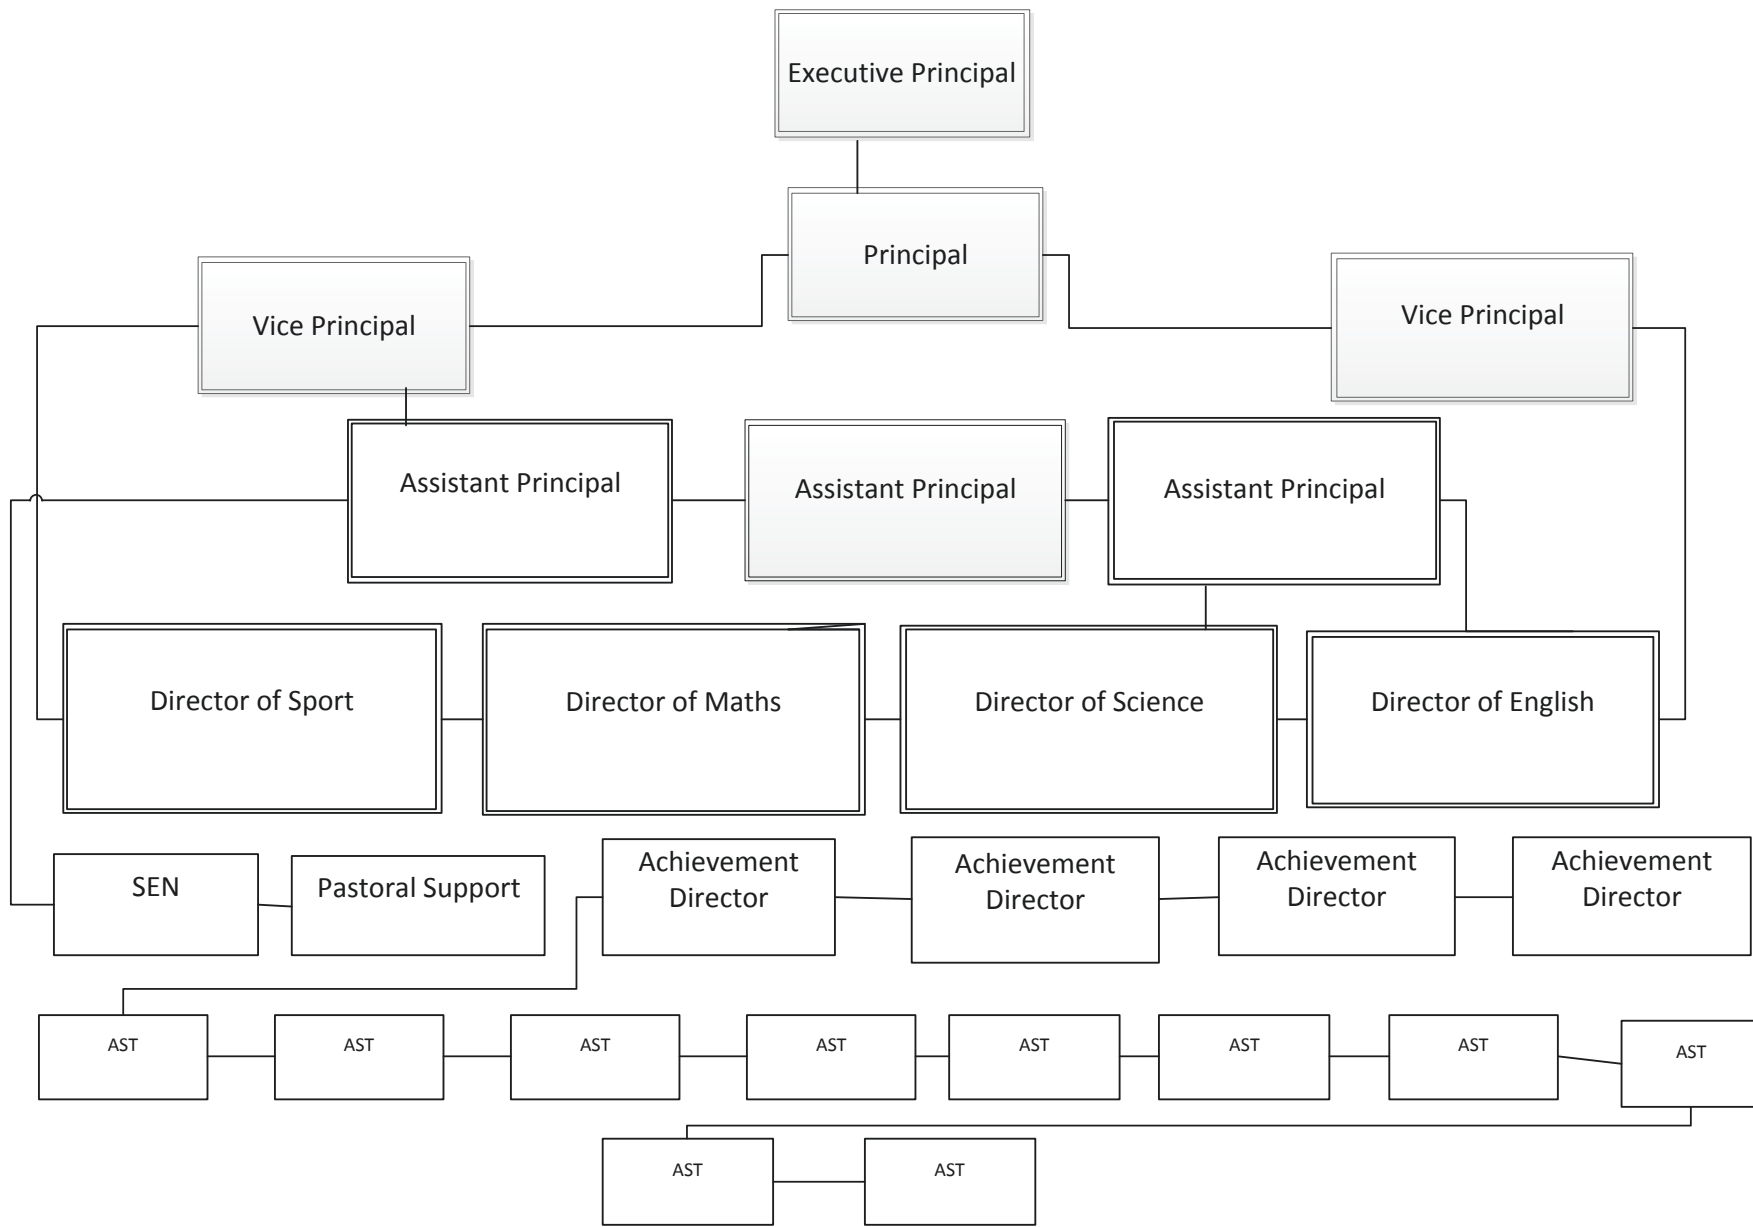 Executive Principal
Principal
Vice Principal
Vice Principal
Assistant Principal
Assistant Principal
Assistant Principal
Director of Sport
Director of Maths
Director of Science
Director of English
SEN
Pastoral Support
Achievement
Director
Achievement
Director
Achievement
Director
Achievement
Director
AST
AST
AST
AST
AST
AST
AST
AST
AST
AST